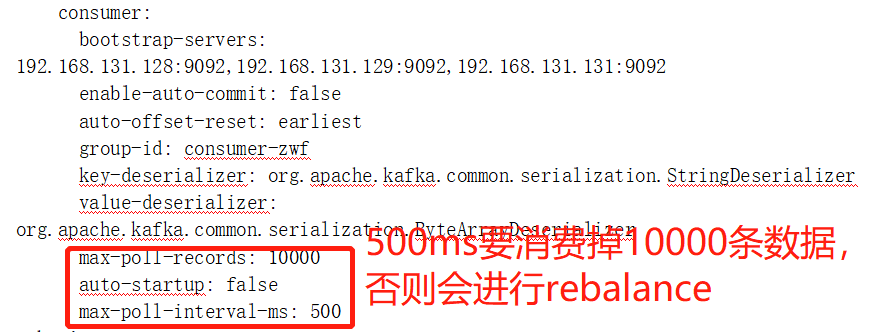 consumer:
bootstrap-servers:
192.168.131.128:9092,192.168.131.129:9092,192.168.131.131:9092
enable-auto-commit: false
auto-offset-reset: earliest
group-id: consumer-zwf
key-deserializer: org.apache.kafka.common.serialization.StringDeserializer
value-deserializer:
org.apache.kafka.common.serialization.ByteArrayDeserializer
max-poll-records: 10000
auto-startup: false
max-poll-interval-ms: 500
500ms要消费掉10000条数据，
否则会进行rebalance